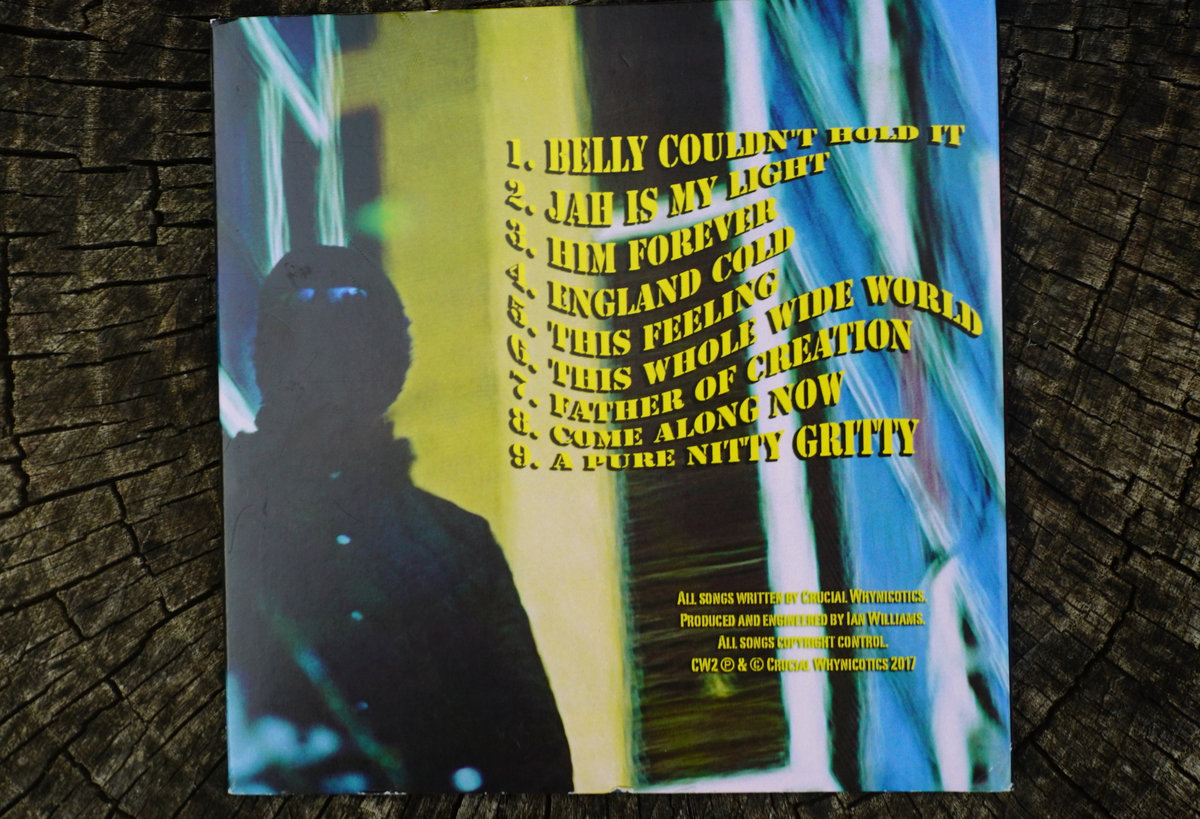 1. BELLY COULDN'T HOLD IT
2. JAH IS MY LIGHT
3. HIM FOREVER
4. ENGLAND COLD
5. THIS FEELING
6. THIS WHOLE WIDE WORLD
7. FATHER OF CREATION
8. COME ALONG NOW
9. A PURE NITTY GRITTY
ALL SONGS WRITTEN BY CRUCIAL WHYNICOTICS.
PRODUCED AND ENGINEERED BY IAN WILLIAMS.
ALL SONGS COPYRIGHT CONTROL.
CW2 ℗ & © CRUCIAL WHYNICOTICS 2017